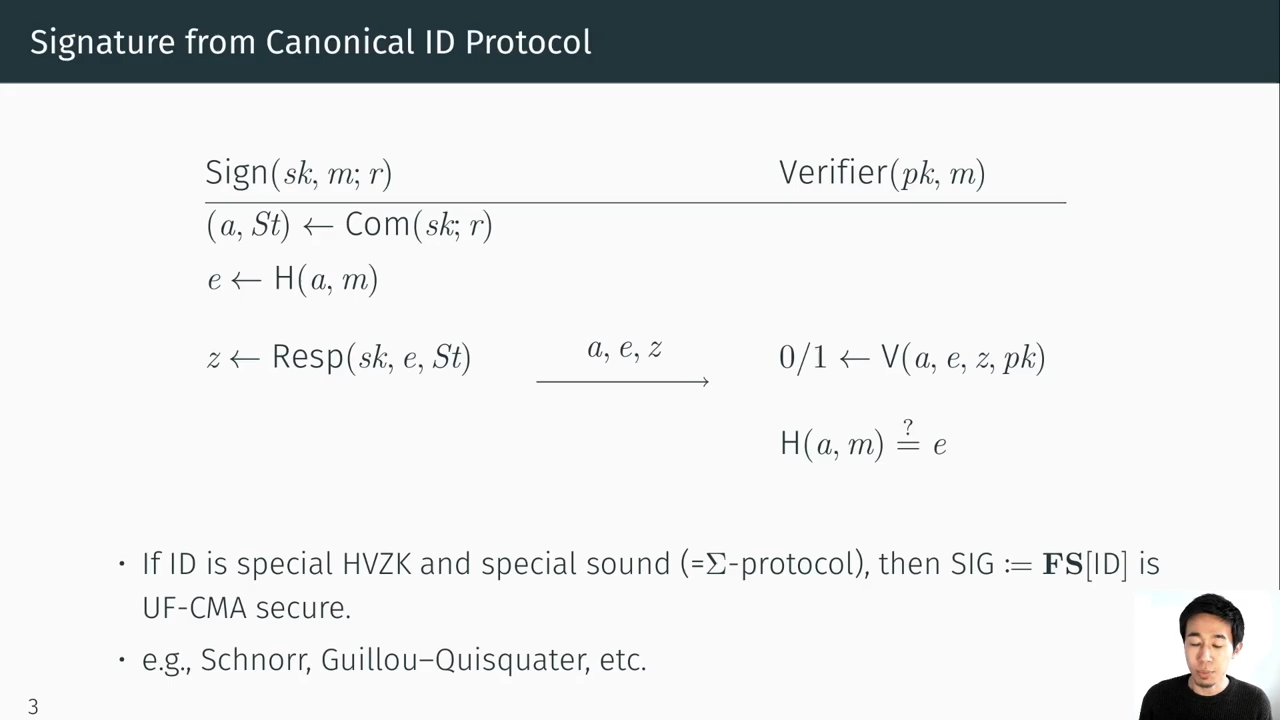 Signature from Canonical ID Protocol
Sign(sk, m; r) Verifier(pk, m)
(a, St) ← Com(sk; r)
e ← H(a, m)
z ← Resp(sk, e, St) a, e, z 0/1 ← V(a, e, z, pk)
H(a, m) ≟ e
· If ID is special HVZK and special sound (=Σ-protocol), then SIG := FS[ID] is
UF-CMA secure.
· e.g., Schnorr, Guillou–Quisquater, etc.
3